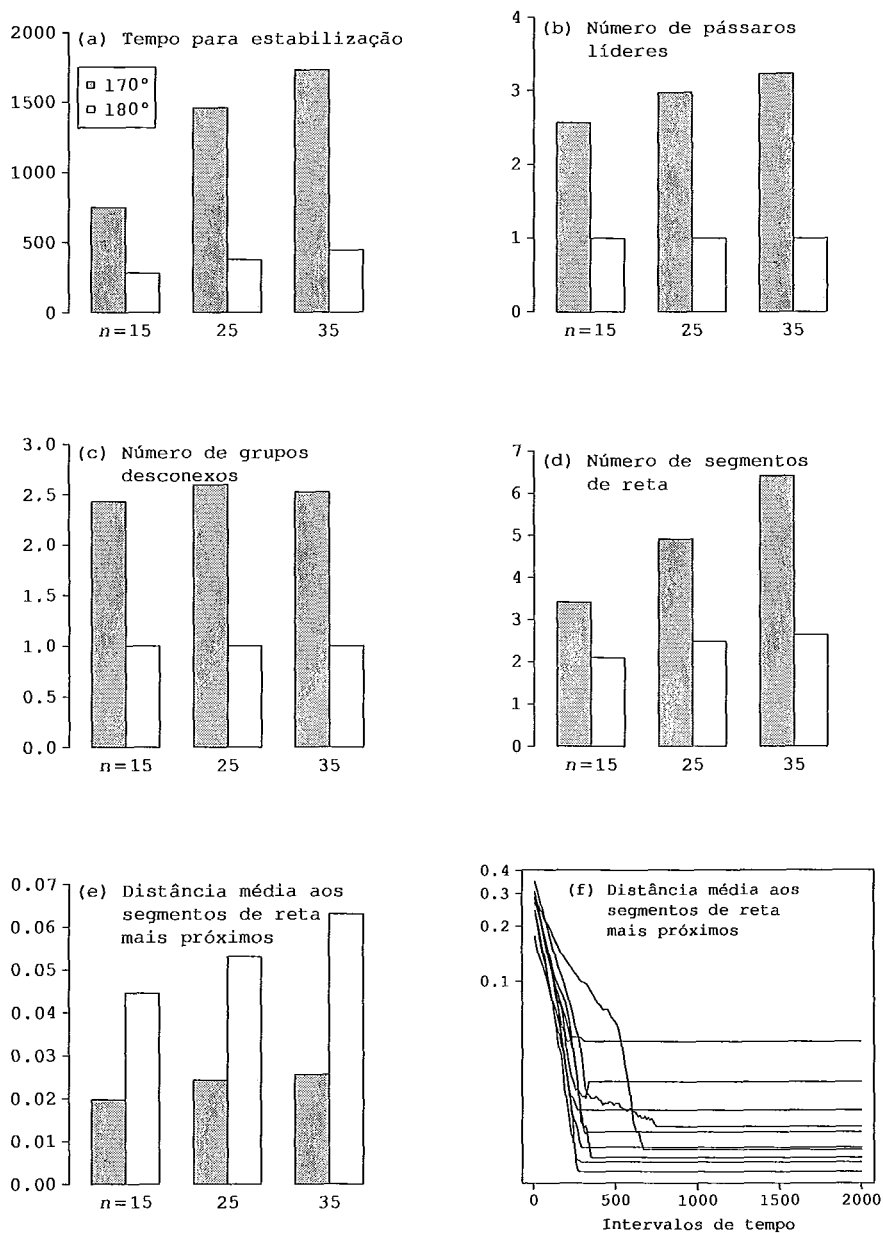 (a) Tempo para estabilização
2000
1500
1000
500
0
170°
180°
n=15 25 35
(b) Número de pássaros
líderes
4
3
2
1
0
n=15 25 35
(c) Número de grupos
desconexos
3.0
2.5
2.0
1.5
1.0
0.5
0.0
n=15 25 35
(d) Número de segmentos
de reta
7
6
5
4
3
2
1
0
n=15 25 35
(e) Distância média aos
segmentos de reta
mais próximos
0.07
0.06
0.05
0.04
0.03
0.02
0.01
0.00
n=15 25 35
(f) Distância média aos
segmentos de reta
mais próximos
0.4
0.3
0.2
0.1
0 500 1000 1500 2000
Intervalos de tempo